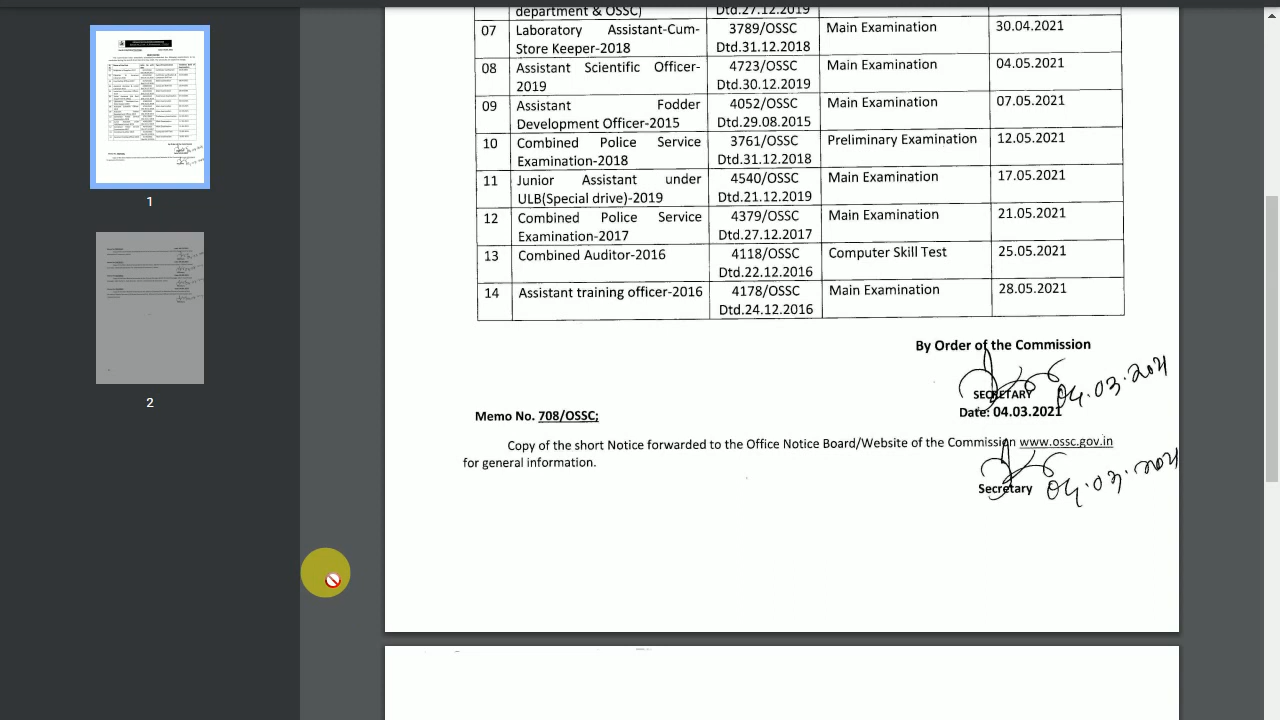 department & OSSC) Dtd.27.12.2019
07 Laboratory Assistant-Cum- 3789/OSSC Main Examination 30.04.2021
Store Keeper-2018 Dtd.31.12.2018
08 Junior Scientific Officer- 4723/OSSC Main Examination 04.05.2021
2019 Dtd.31.12.2019
09 Assistant Fodder 4052/OSSC Main Examination 07.05.2021
Development Officer-2015 Dtd.29.08.2015
10 Combined Police Service 3761/OSSC Preliminary Examination .05.2021
Examination-2018 Dtd.31.12.2018
11 Junior Assistant under 4540/OSSC Main Examination 17.05.2021
ULB(Special drive)-2019 Dtd.21.12.2019
12 Combined Police Service 4379/OSSC Main Examination 21.05.2021
Examination-2017 Dtd.27.12.2017
13 Combined Auditor-2016 4118/OSSC Computer Skill Test 25.05.2021
Dtd.22.12.2016
14 Assistant training officer-2016 4178/OSSC Main Examination 28.05.2021
Dtd.24.12.2016
By Order of the Commission
SECRETARY 04.03.2021
Memo No. 708/OSSC; Date: 04.03.2021
Copy of the short Notice forwarded to the Office Notice Board/Website of the Commission www.ossc.gov.in
for general information.
Secretary 04.03.2021
1
2